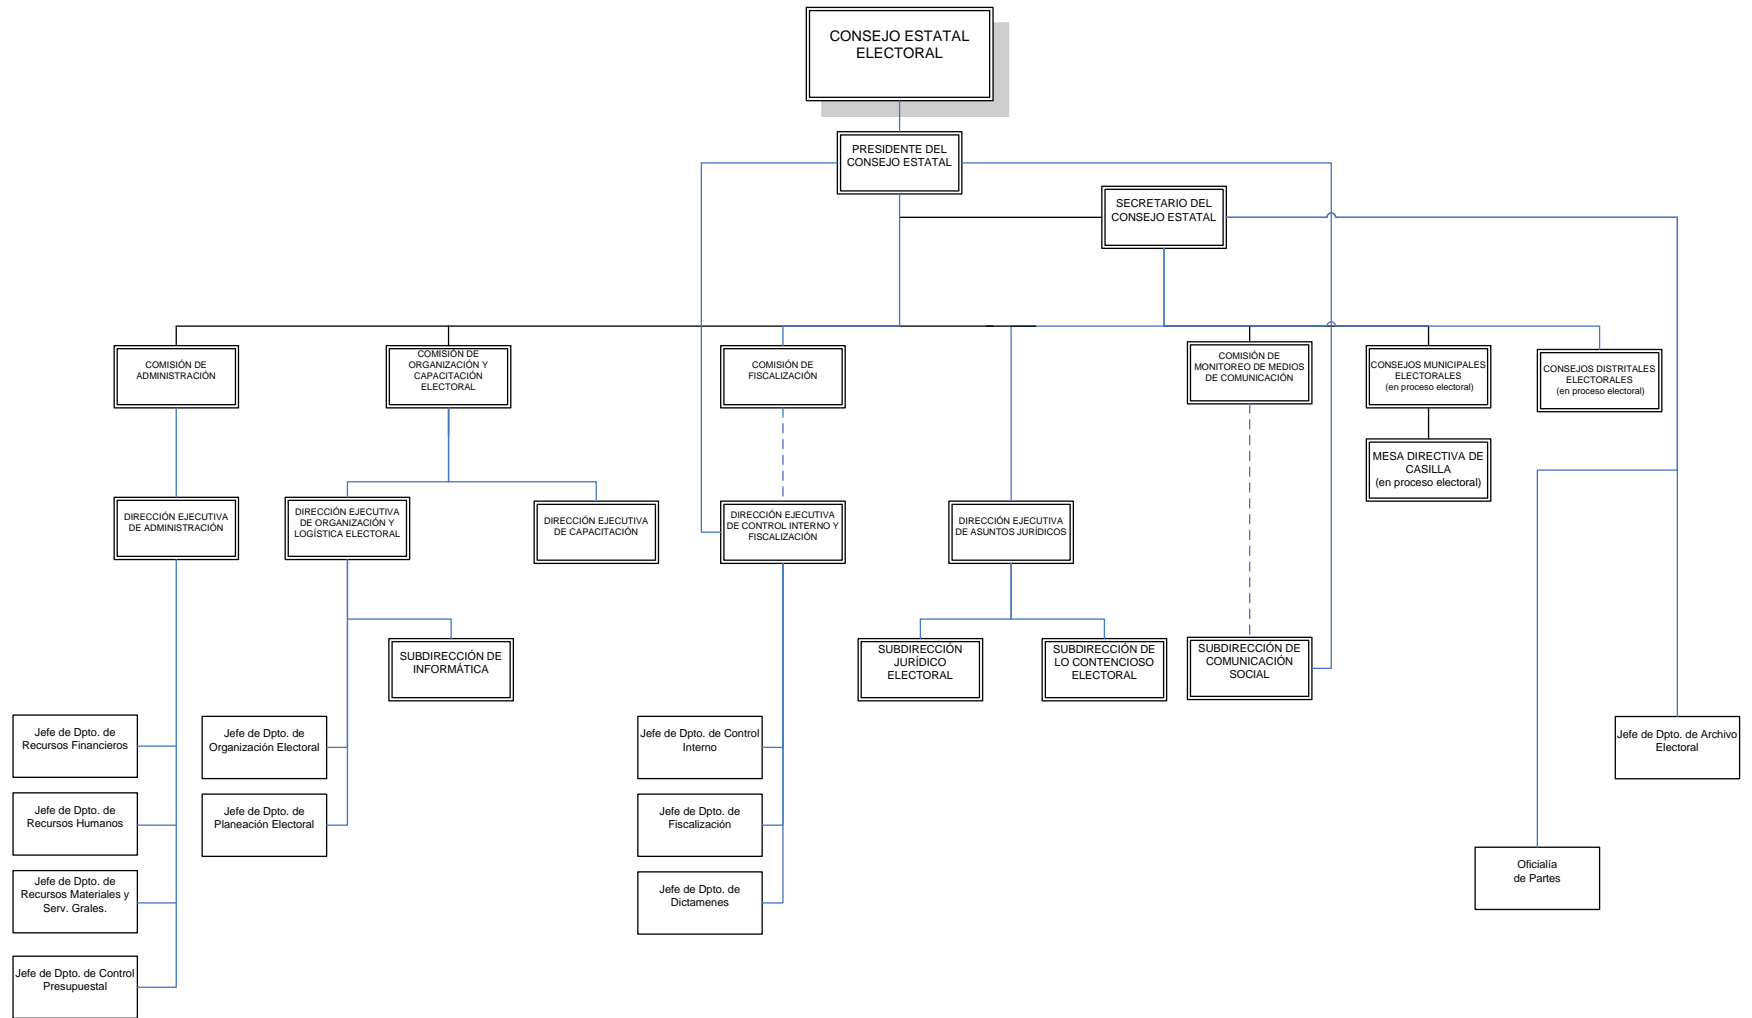 CONSEJO ESTATAL
ELECTORAL
PRESIDENTE DEL
CONSEJO ESTATAL
SECRETARIO DEL
CONSEJO ESTATAL
COMISIÓN DE
ADMINISTRACIÓN
COMISIÓN DE
ORGANIZACIÓN Y
CAPACITACIÓN
ELECTORAL
COMISIÓN DE
FISCALIZACIÓN
COMISIÓN DE
MONITOREO DE MEDIOS
DE COMUNICACIÓN
CONSEJOS MUNICIPALES
ELECTORALES
(en proceso electoral)
CONSEJOS DISTRITALES
ELECTORALES
(en proceso electoral)
MESA DIRECTIVA DE
CASILLA
(en proceso electoral)
DIRECCIÓN EJECUTIVA
DE ADMINISTRACIÓN
DIRECCIÓN EJECUTIVA
DE ORGANIZACIÓN Y
LOGÍSTICA ELECTORAL
DIRECCIÓN EJECUTIVA
DE CAPACITACIÓN
DIRECCIÓN EJECUTIVA
DE CONTROL INTERNO Y
FISCALIZACIÓN
DIRECCIÓN EJECUTIVA
DE ASUNTOS JURÍDICOS
SUBDIRECCIÓN DE
INFORMÁTICA
SUBDIRECCIÓN
JURÍDICO
ELECTORAL
SUBDIRECCIÓN DE
LO CONTENCIOSO
ELECTORAL
SUBDIRECCIÓN DE
COMUNICACIÓN
SOCIAL
Jefe de Dpto. de
Recursos Financieros
Jefe de Dpto. de
Organización Electoral
Jefe de Dpto. de Control
Interno
Jefe de Dpto. de Archivo
Electoral
Jefe de Dpto. de
Recursos Humanos
Jefe de Dpto. de
Planeación Electoral
Jefe de Dpto. de
Fiscalización
Oficialía
de Partes
Jefe de Dpto. de
Recursos Materiales y
Serv. Grales.
Jefe de Dpto. de
Dictamenes
Jefe de Dpto. de Control
Presupuestal